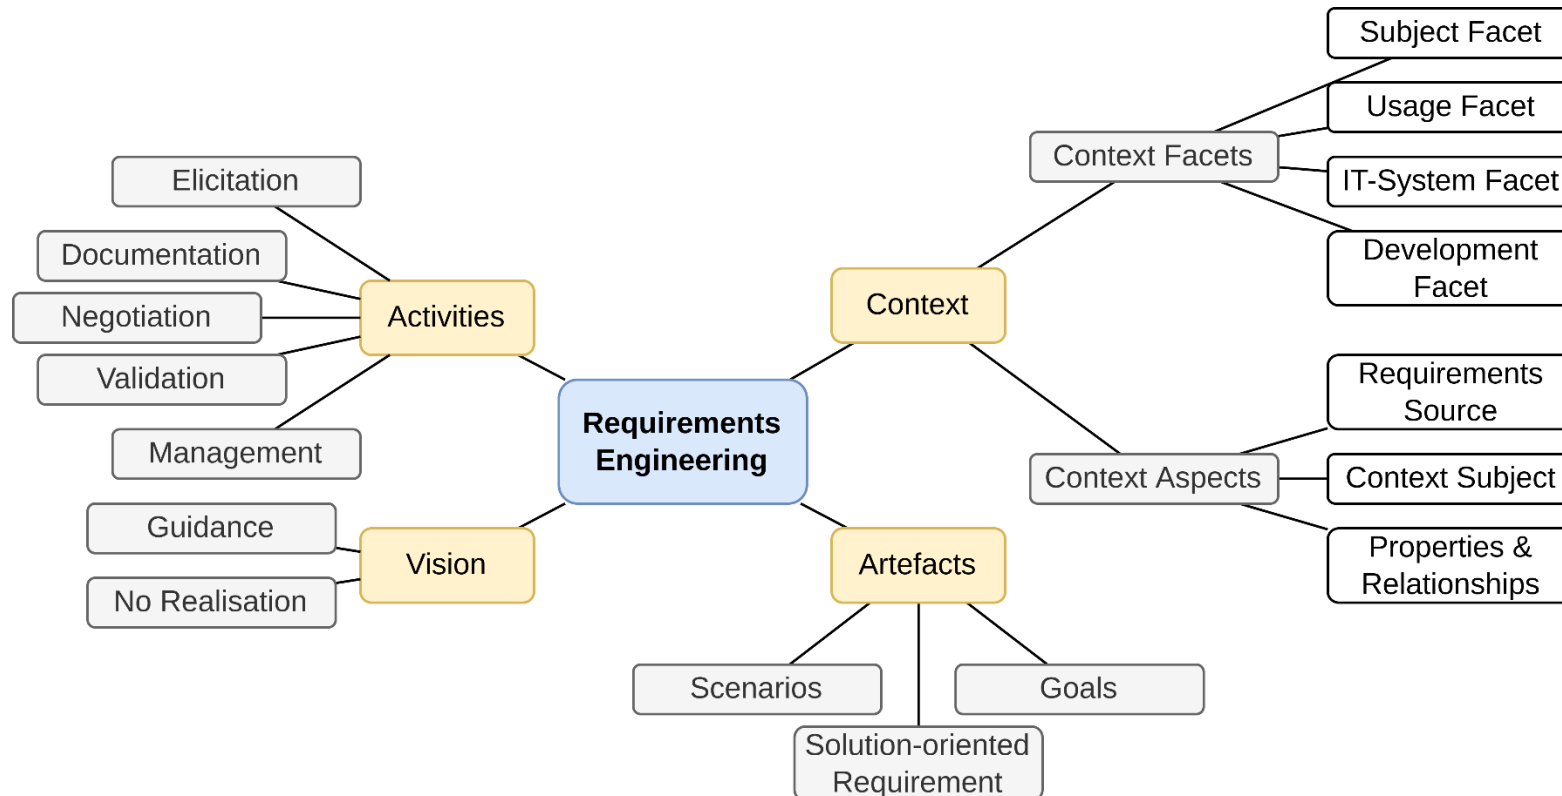 Subject Facet
Usage Facet
Context Facets
IT-System Facet
Development
Facet
Elicitation
Documentation
Negotiation
Validation
Management
Activities
Context
Requirements
Engineering
Requirements
Source
Context Aspects
Context Subject
Properties &
Relationships
Guidance
No Realisation
Vision
Artefacts
Scenarios
Goals
Solution-oriented
Requirement